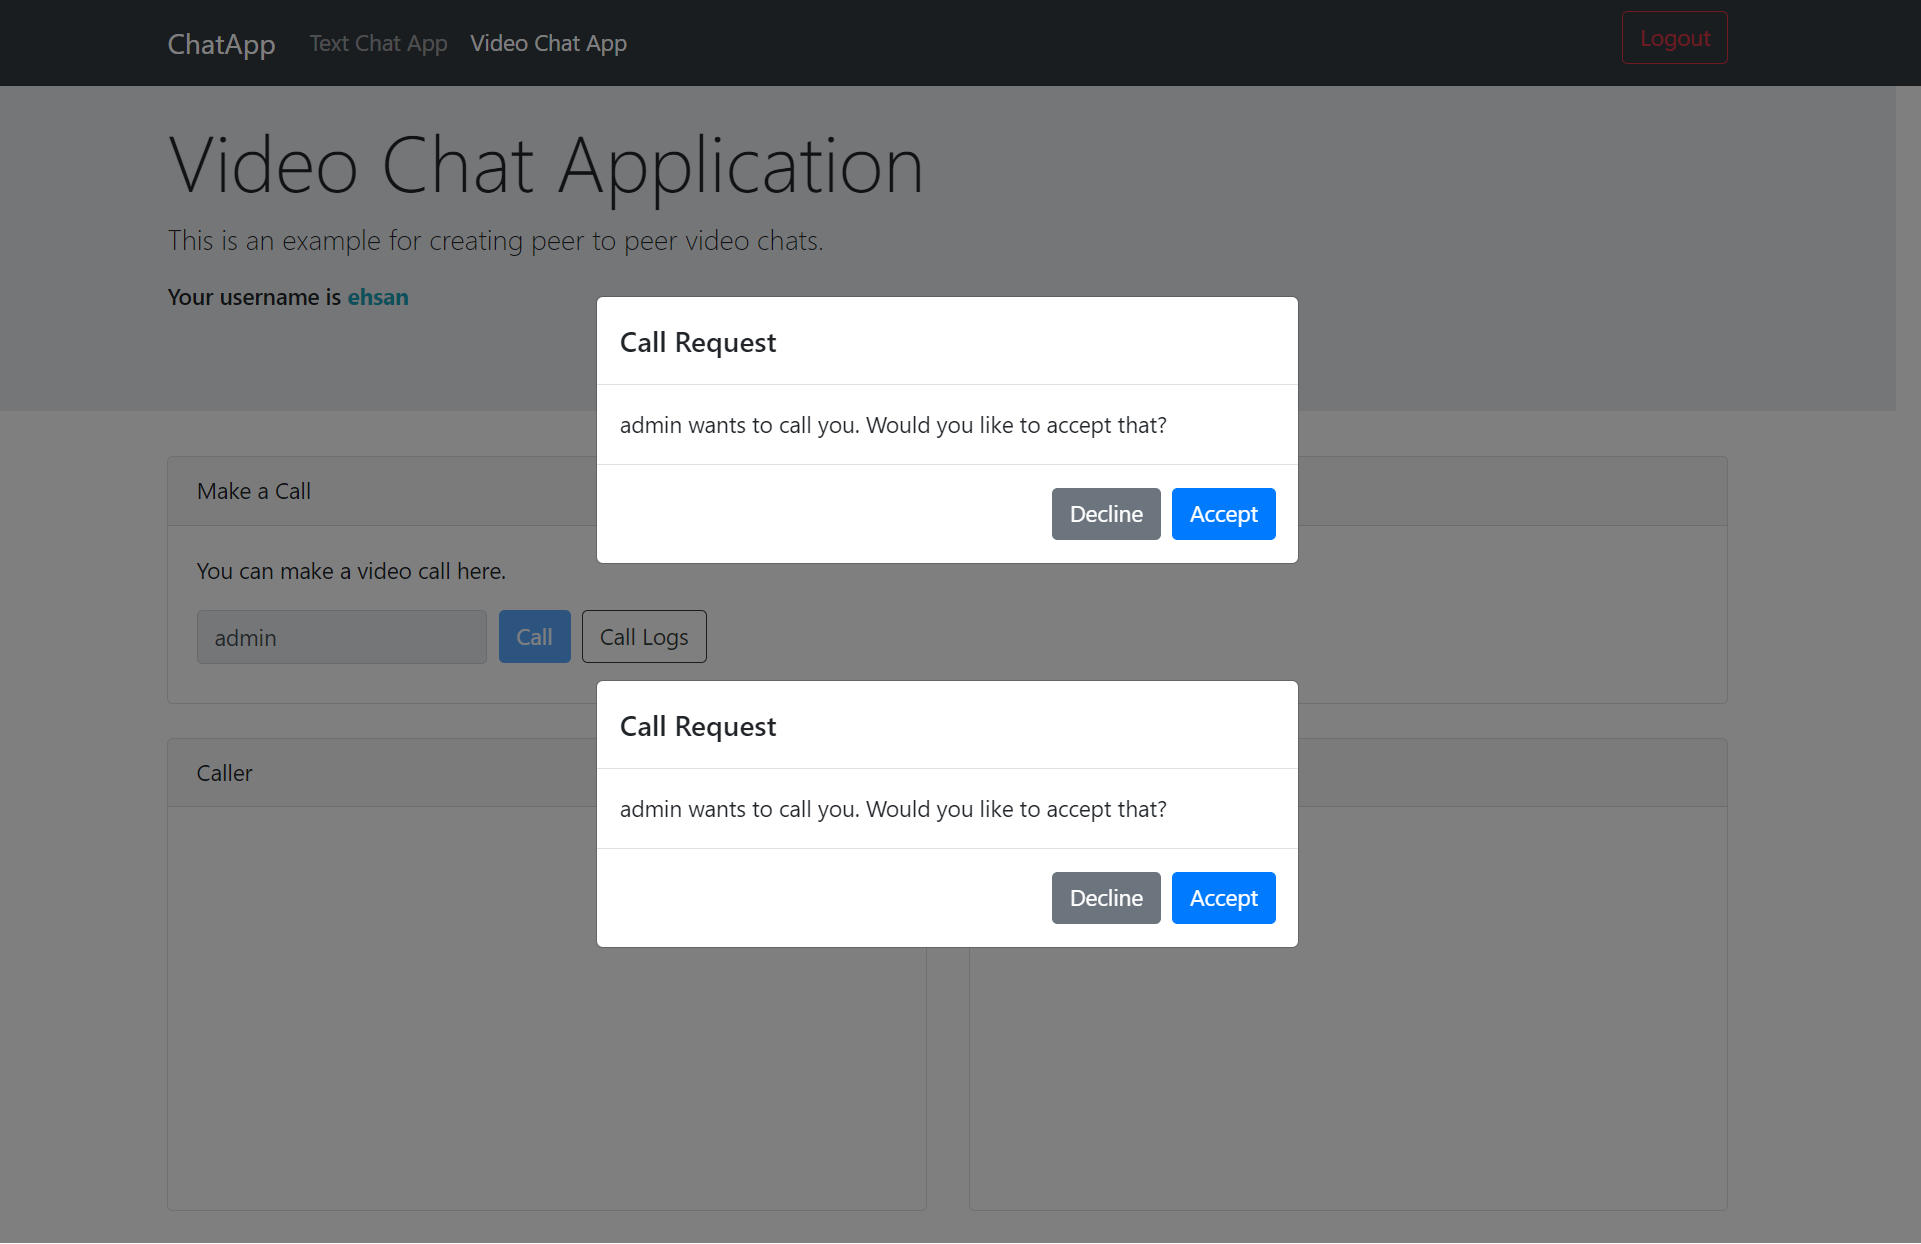 ChatApp Text Chat App Video Chat App Logout
Video Chat Application
This is an example for creating peer to peer video chats.
Your username is ehsan
Call Request
admin wants to call you. Would you like to accept that?
Decline Accept
Make a Call
You can make a video call here.
admin Call Call Logs
Call Request
admin wants to call you. Would you like to accept that?
Decline Accept
Caller